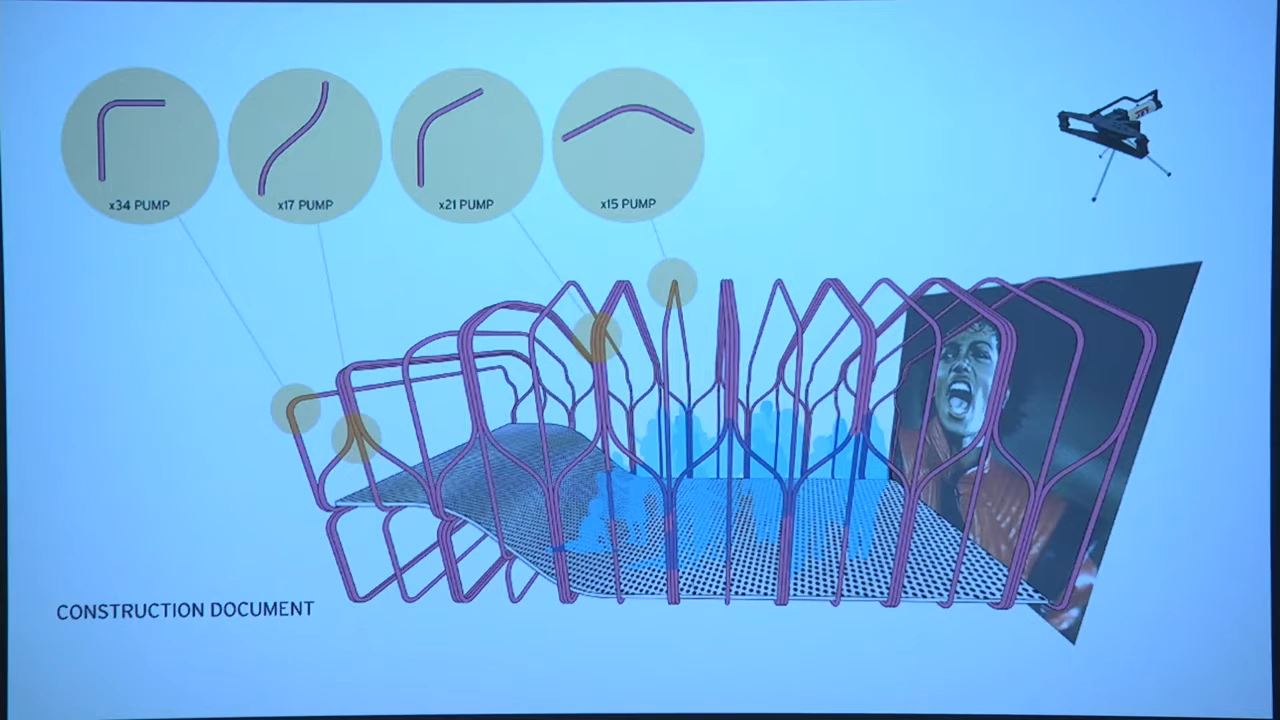 x34 PUMP
x17 PUMP
x21 PUMP
x15 PUMP
CONSTRUCTION DOCUMENT